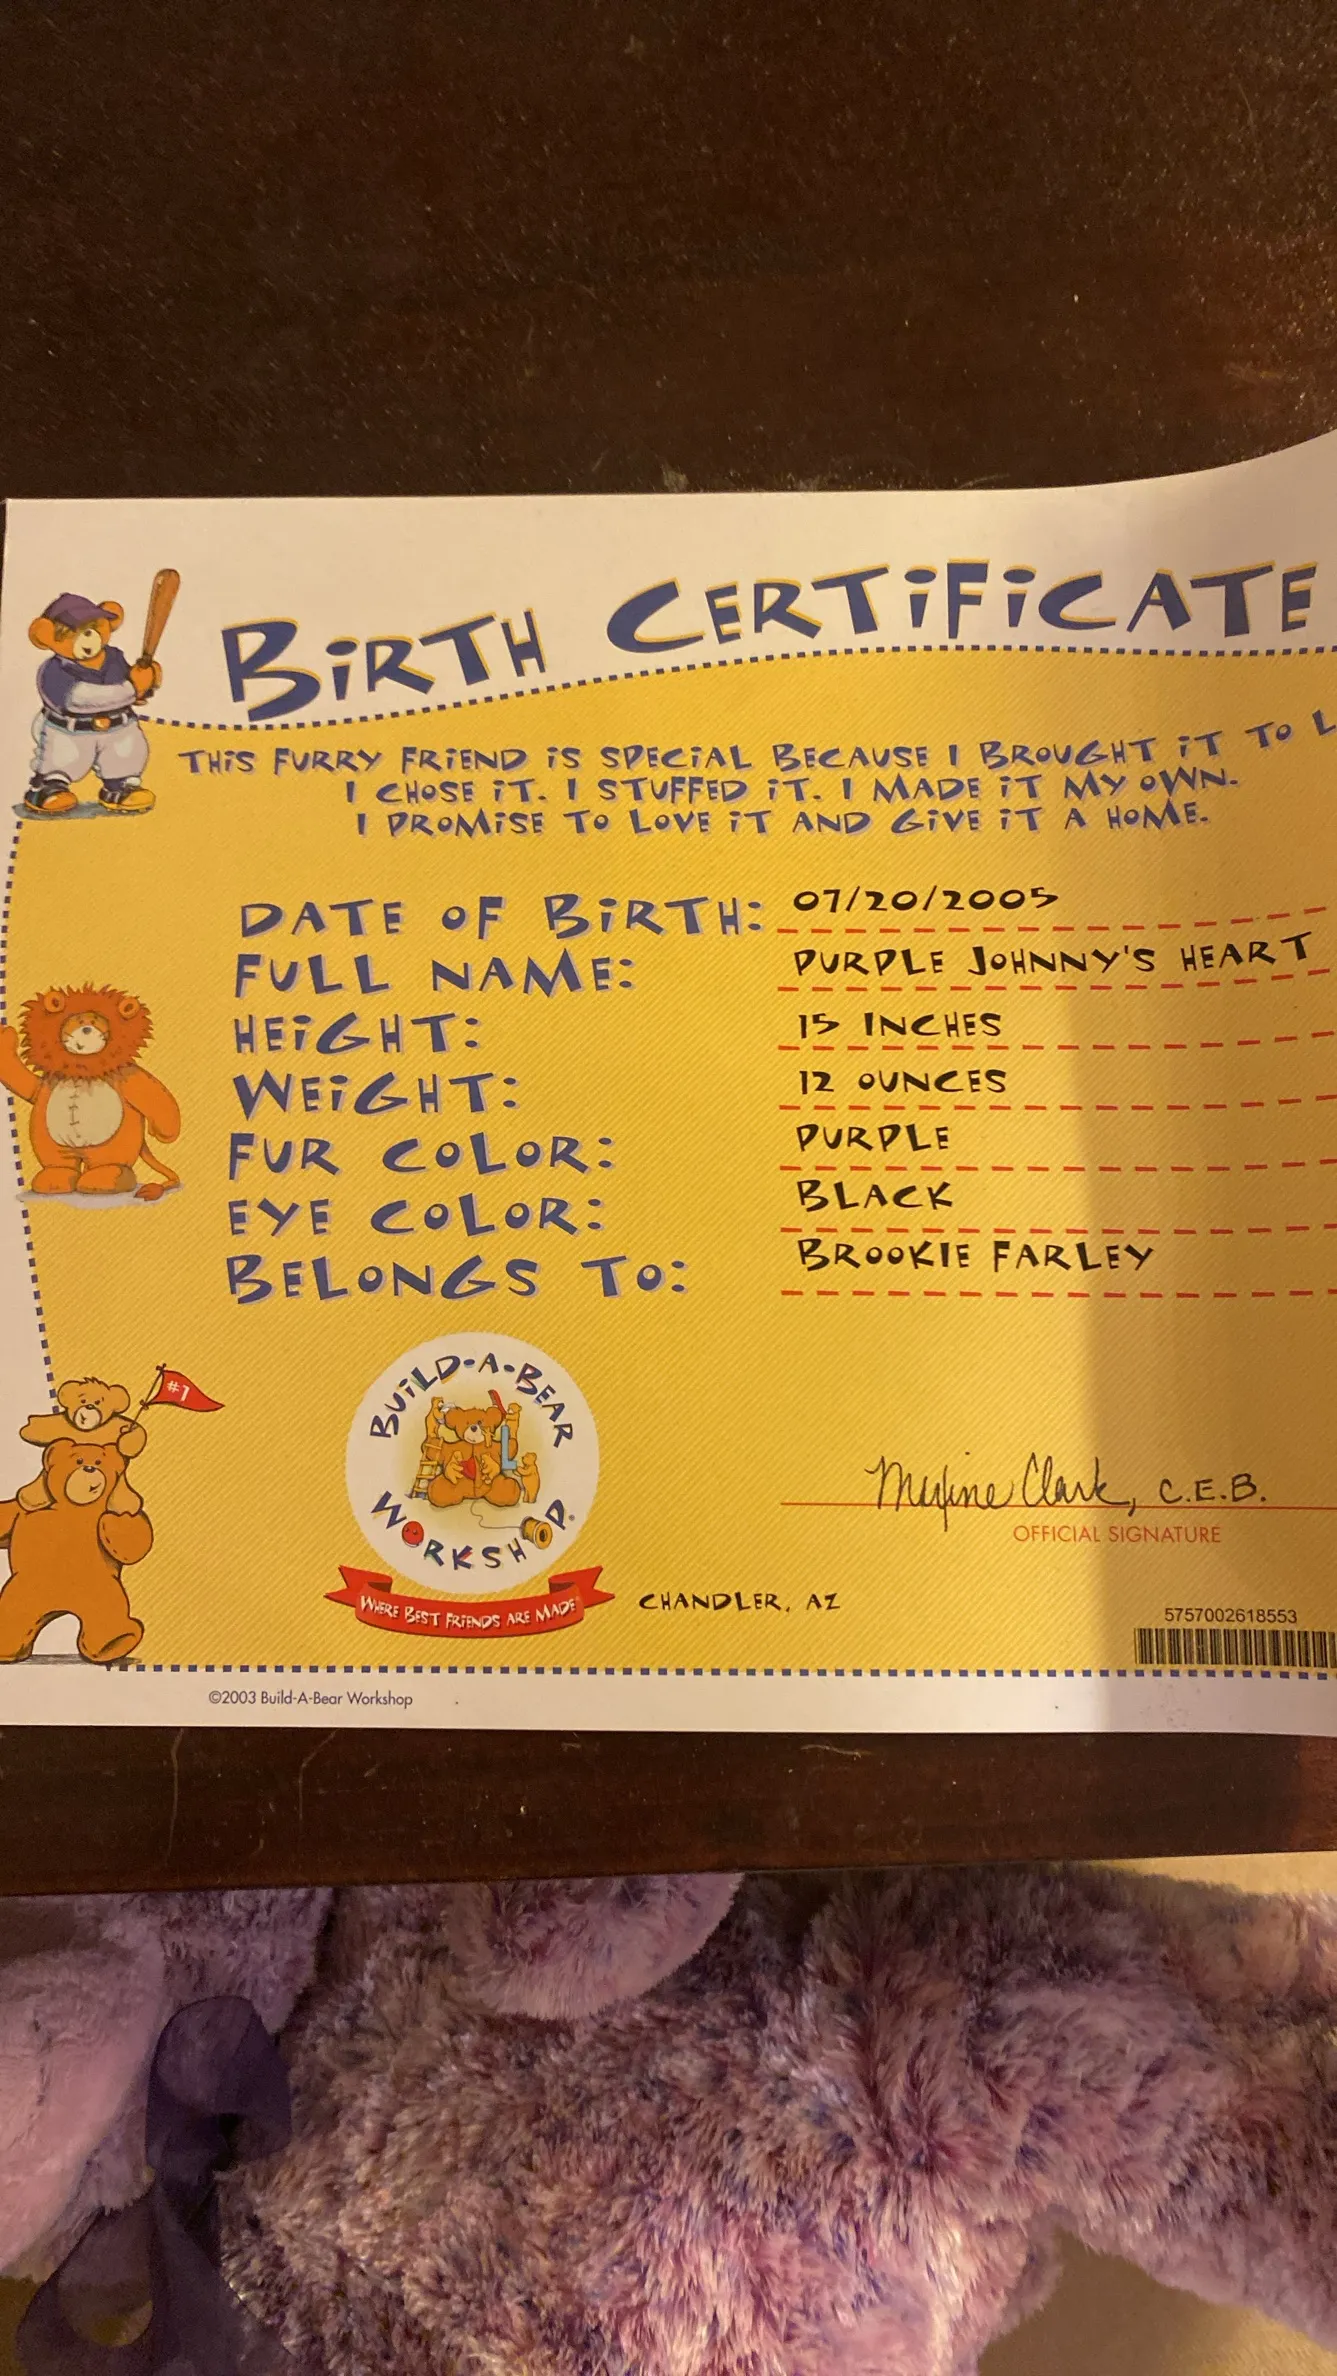 BIRTH CERTIFICATE
THIS FURRY FRIEND IS SPECIAL BECAUSE I BROUGHT IT TO
I CHOSE IT. I STUFFED IT. I MADE IT MY OWN.
I PROMISE TO LOVE IT AND GIVE IT A HOME.
DATE OF BIRTH: 07/20/2005
FULL NAME: PURPLE JOHNNY'S HEART
HEIGHT: 15 INCHES
WEIGHT: 12 OUNCES
FUR COLOR: PURPLE
EYE COLOR: BLACK
BELONGS TO: BROOKIE FARLEY
#1
BUILD-A-BEAR
WORKSHOP®
WHERE BEST FRIENDS ARE MADE
Maxine Clark, C.E.B.
OFFICIAL SIGNATURE
CHANDLER, AZ
5757002618553
©2003 Build-A-Bear Workshop